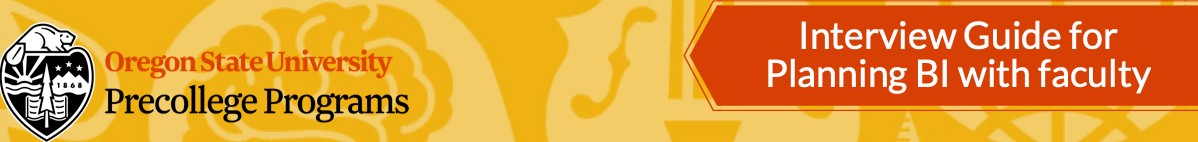 Oregon State University
Precollege Programs
1868
Interview Guide for
Planning BI with faculty